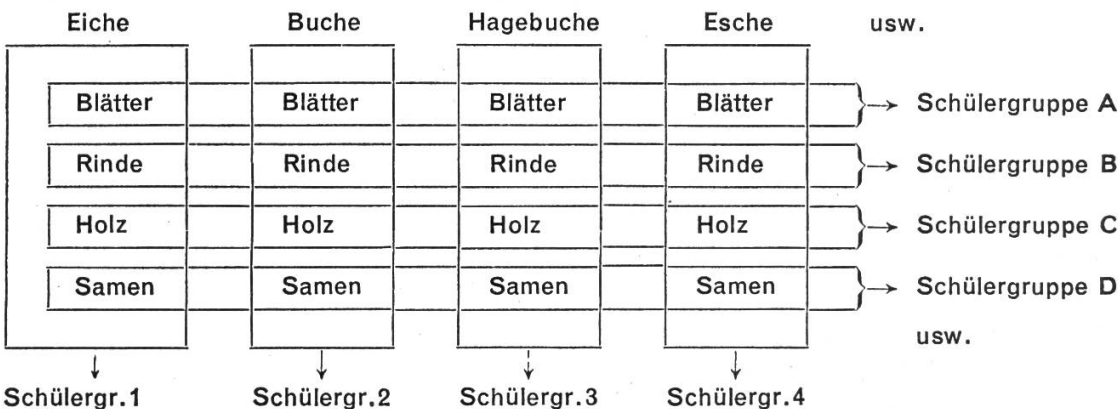 Eiche Buche Hagebuche Esche usw.
Blätter Blätter Blätter Blätter → Schülergruppe A
Rinde Rinde Rinde Rinde → Schülergruppe B
Holz Holz Holz Holz → Schülergruppe C
Samen Samen Samen Samen → Schülergruppe D
usw.
Schülergr.1 Schülergr.2 Schülergr.3 Schülergr.4